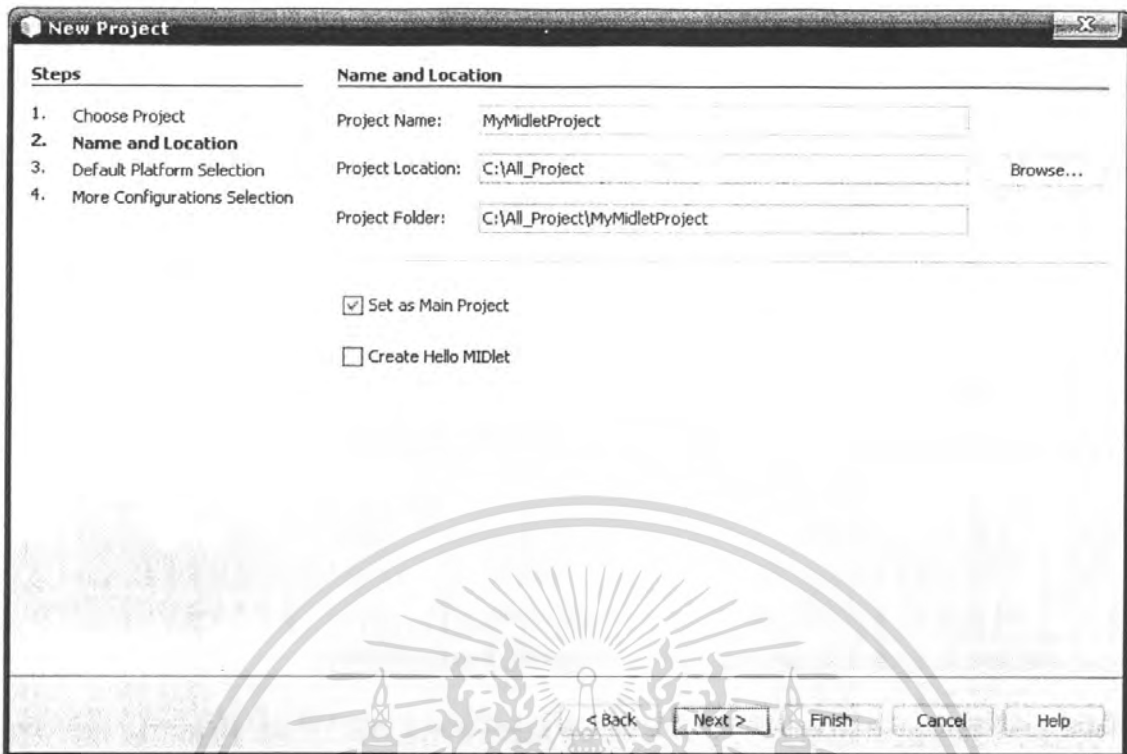 New Project
Steps
1. Choose Project
2. Name and Location
3. Default Platform Selection
4. More Configurations Selection
Name and Location
Project Name: MyMidletProject
Project Location: C:\All_Project Browse...
Project Folder: C:\All_Project\MyMidletProject
Set as Main Project
Create Hello MIDlet
< Back Next > Finish Cancel Help